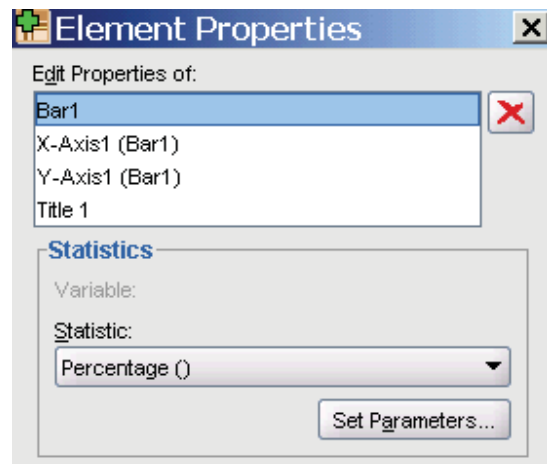 Element Properties
Edit Properties of:
Bar1
X-Axis1 (Bar1)
Y-Axis1 (Bar1)
Title 1
Statistics
Variable:
Statistic:
Percentage ()
Set Parameters...